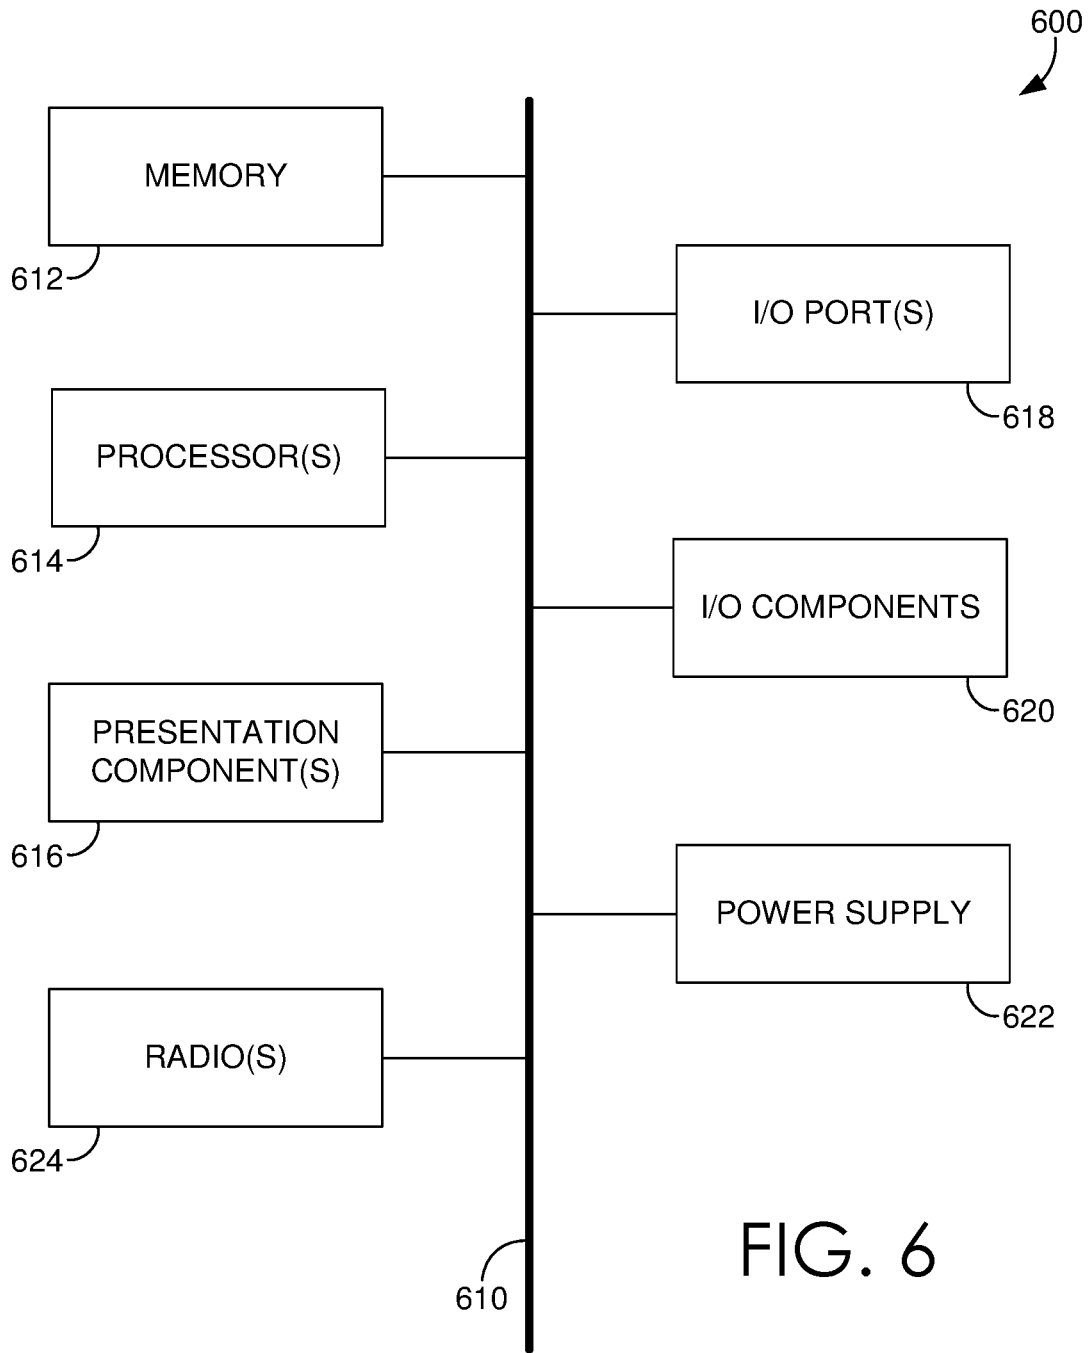 600
MEMORY
612
I/O PORT(S)
618
PROCESSOR(S)
614
I/O COMPONENTS
620
PRESENTATION
COMPONENT(S)
616
POWER SUPPLY
622
RADIO(S)
624
610
FIG. 6